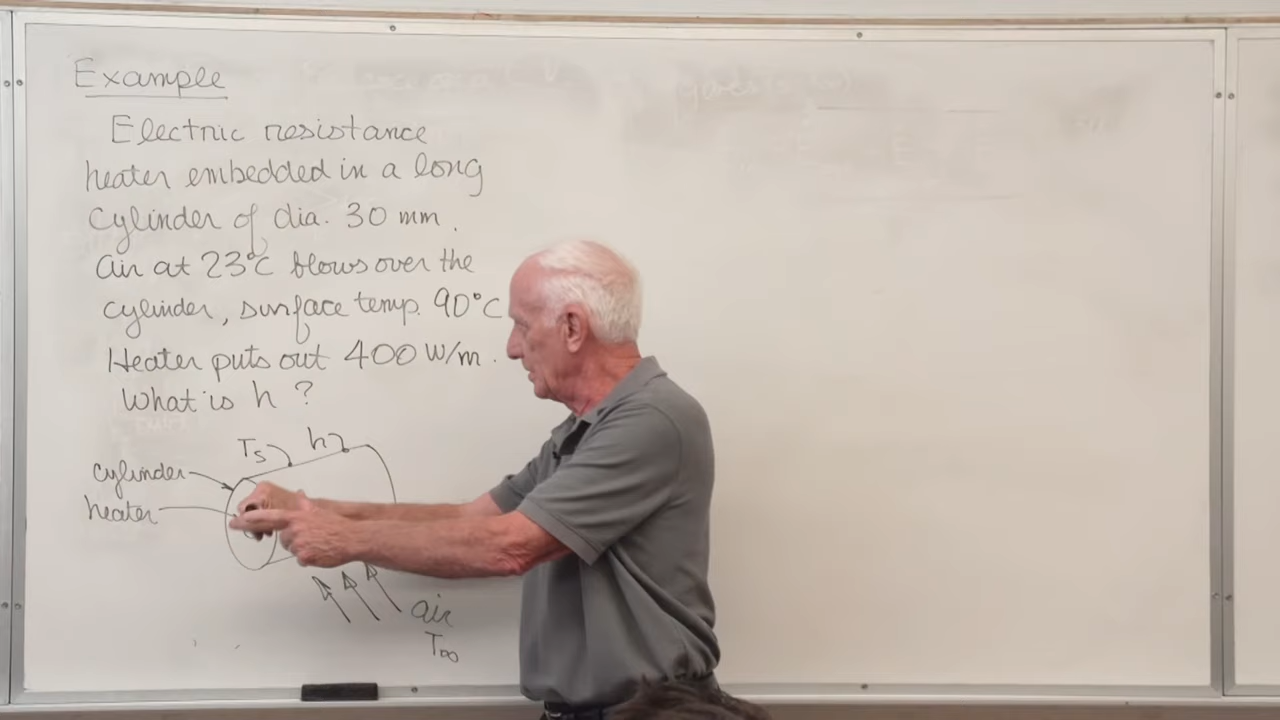 Example
Electric resistance
heater embedded in a long
cylinder of dia. 30 mm.
air at 23°C blows over the
cylinder, surface temp. 90°C
Heater puts out 400 W/m.
What is h ?
Ts h
cylinder
heater
air
T∞